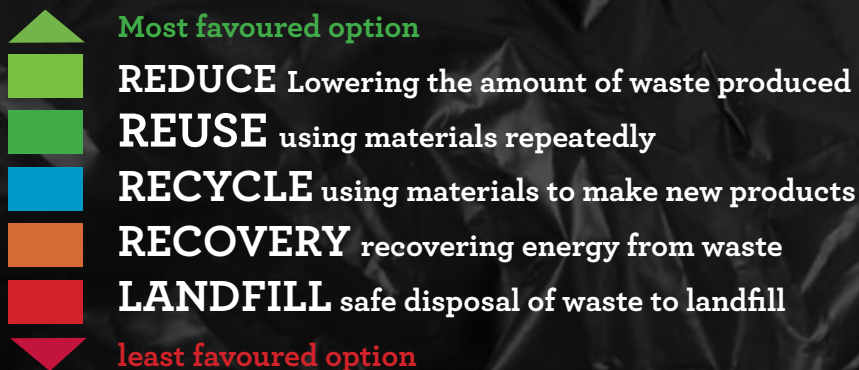 Most favoured option
REDUCE Lowering the amount of waste produced
REUSE using materials repeatedly
RECYCLE using materials to make new products
RECOVERY recovering energy from waste
LANDFILL safe disposal of waste to landfill
least favoured option